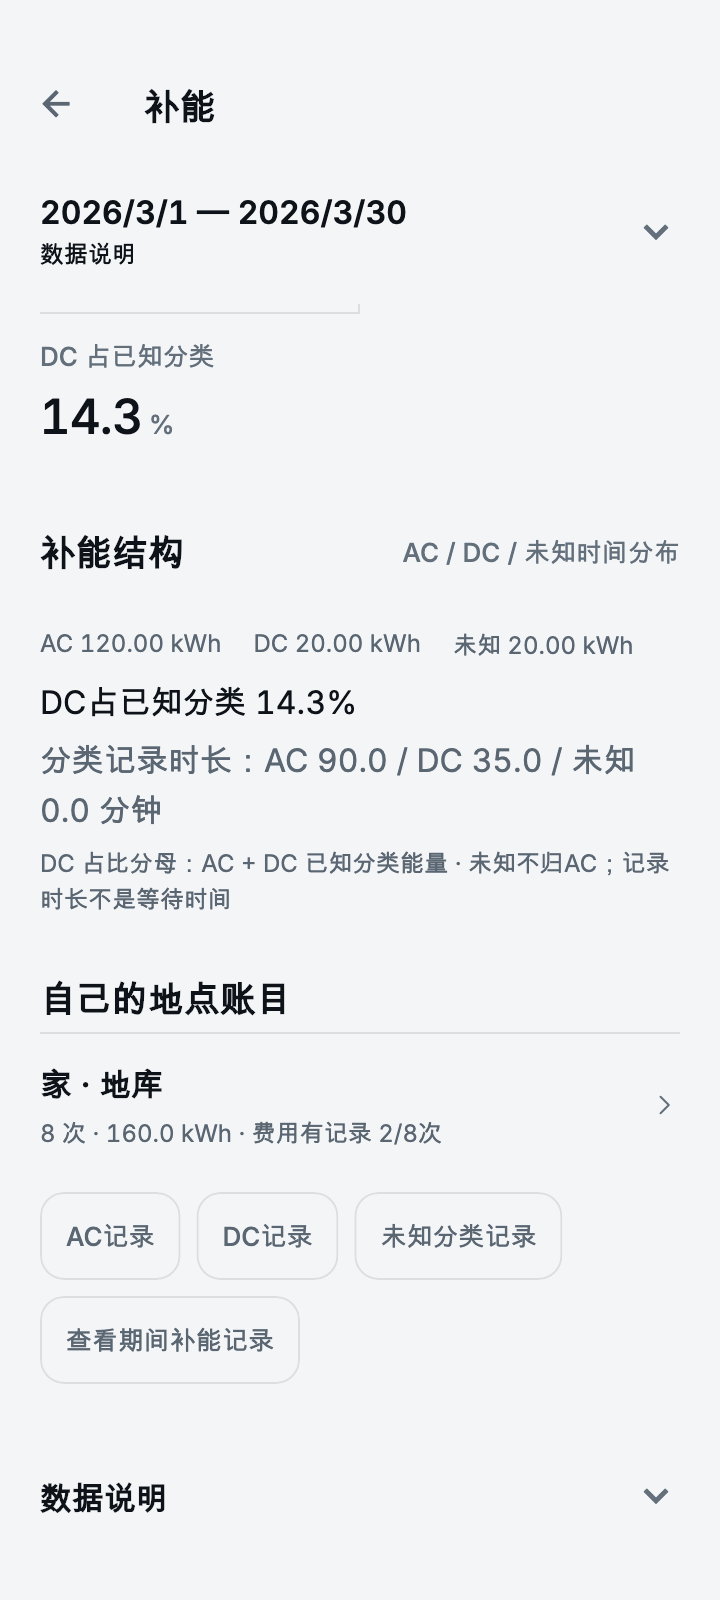 补能
2026/3/1 — 2026/3/30
数据说明
DC 占已知分类
14.3 %
补能结构
AC / DC / 未知时间分布
AC 120.00 kWh DC 20.00 kWh 未知 20.00 kWh
DC占已知分类 14.3%
分类记录时长：AC 90.0 / DC 35.0 / 未知
0.0 分钟
DC 占比分母：AC + DC 已知分类能量 · 未知不归AC；记录
时长不是等待时间
自己的地点账目
家 · 地库
8 次 · 160.0 kWh · 费用有记录 2/8次
AC记录 DC记录 未知分类记录
查看期间补能记录
数据说明